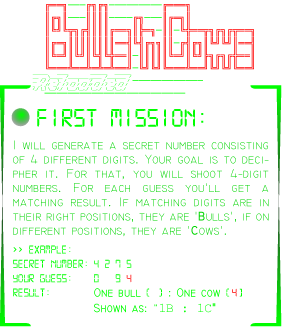 Bulls'n'Cows
Reloaded
FIRST MISSION:
I WILL GENERATE A SECRET NUMBER CONSISTING
OF 4 DIFFERENT DIGITS. YOUR GOAL IS TO DECI-
PHER IT. FOR THAT, YOU WILL SHOOT 4-DIGIT
NUMBERS. FOR EACH GUESS YOU'LL GET A
MATCHING RESULT. IF MATCHING DIGITS ARE IN
THEIR RIGHT POSITIONS, THEY ARE 'BULLS', IF ON
DIFFERENT POSITIONS, THEY ARE 'COWS'.
>> EXAMPLE:
SECRET NUMBER: 4 2 7 5
YOUR GUESS: 0 9 4
RESULT: ONE BULL ( ) : ONE COW (4)
SHOWN AS: "1B : 1C"